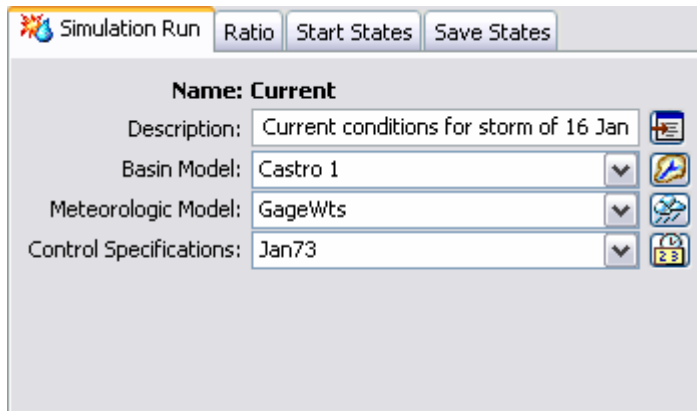 Simulation Run Ratio Start States Save States
Name: Current
Description: Current conditions for storm of 16 Jan
Basin Model: Castro 1
Meteorologic Model: GageWts
Control Specifications: Jan73
23